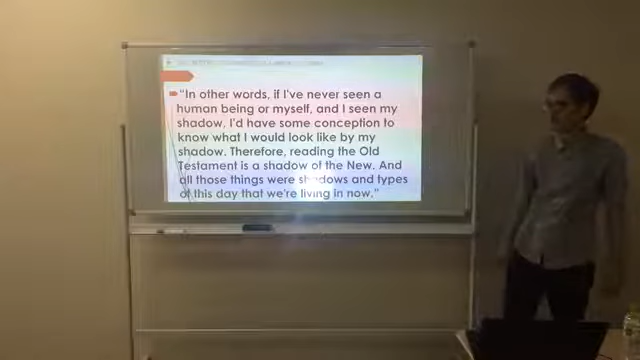 "In other words, if I've never seen a
human being or myself, and I seen my
shadow, I'd have some conception to
know what I would look like by my
shadow. Therefore, reading the Old
Testament is a shadow of the New. And
all those things were shadows and types
of this day that we're living in now."